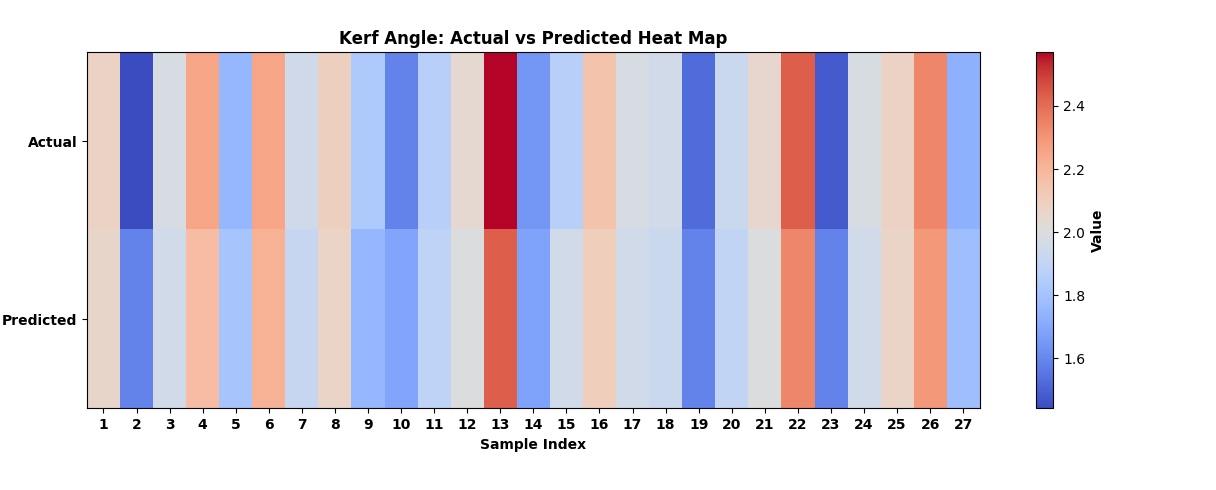 Kerf Angle: Actual vs Predicted Heat Map
Actual
Predicted
1 2 3 4 5 6 7 8 9 10 11 12 13 14 15 16 17 18 19 20 21 22 23 24 25 26 27
Sample Index
2.4
2.2
2.0
1.8
1.6
Value